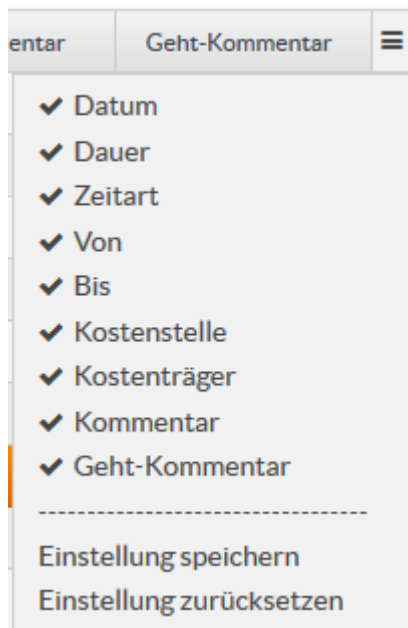 entar Geht-Kommentar
Datum
Dauer
Zeitart
Von
Bis
Kostenstelle
Kostenträger
Kommentar
Geht-Kommentar
----------------------------------
Einstellung speichern
Einstellung zurücksetzen